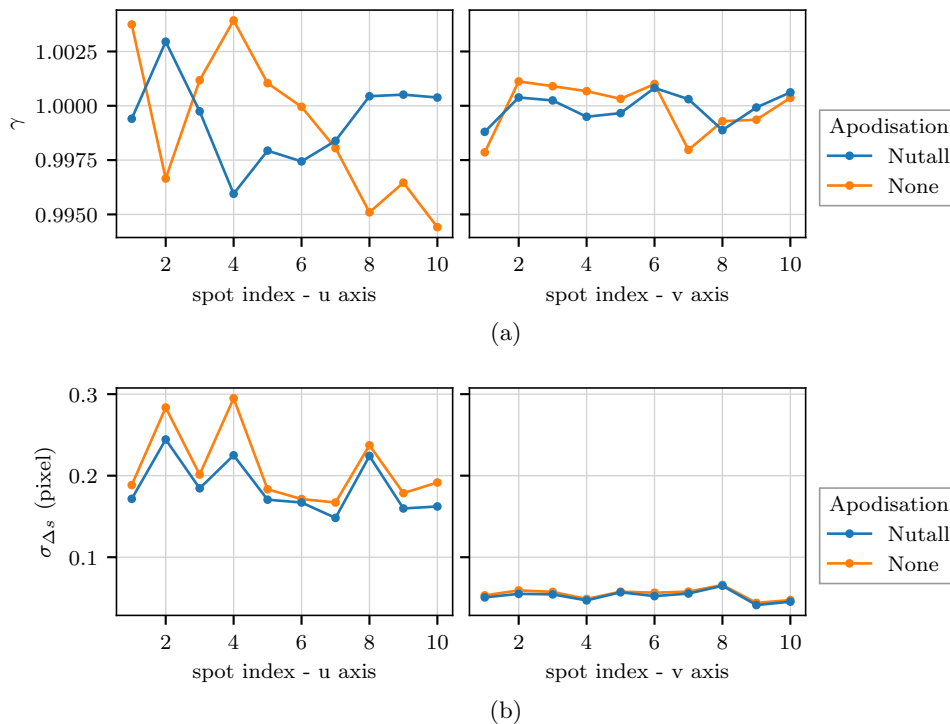 1.0025
1.0000
0.9975
0.9950
γ
2 4 6 8 10
2 4 6 8 10
spot index - u axis
spot index - v axis
Apodisation
Nutall
None
(a)
0.3
0.2
0.1
σΔs (pixel)
2 4 6 8 10
2 4 6 8 10
spot index - u axis
spot index - v axis
Apodisation
Nutall
None
(b)